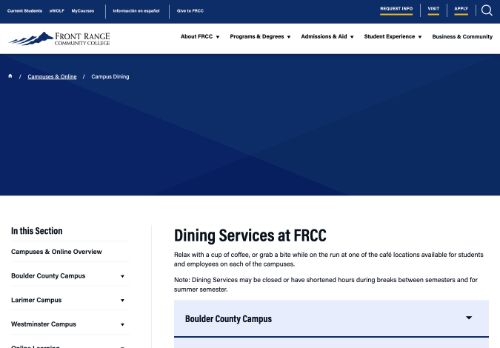 Current Students eWOLF MyCourses Información en español Give to FRCC REQUEST INFO VISIT APPLY
FRONT RANGE
COMMUNITY COLLEGE
About FRCC Programs & Degrees Admissions & Aid Student Experience Business & Community
/ Campuses & Online / Campus Dining
In this Section
Campuses & Online Overview
Boulder County Campus
Larimer Campus
Westminster Campus
Online Learning
Dining Services at FRCC
Relax with a cup of coffee, or grab a bite while on the run at one of the café locations available for students
and employees on each of the campuses.
Note: Dining Services may be closed or have shortened hours during breaks between semesters and for
summer semester.
Boulder County Campus